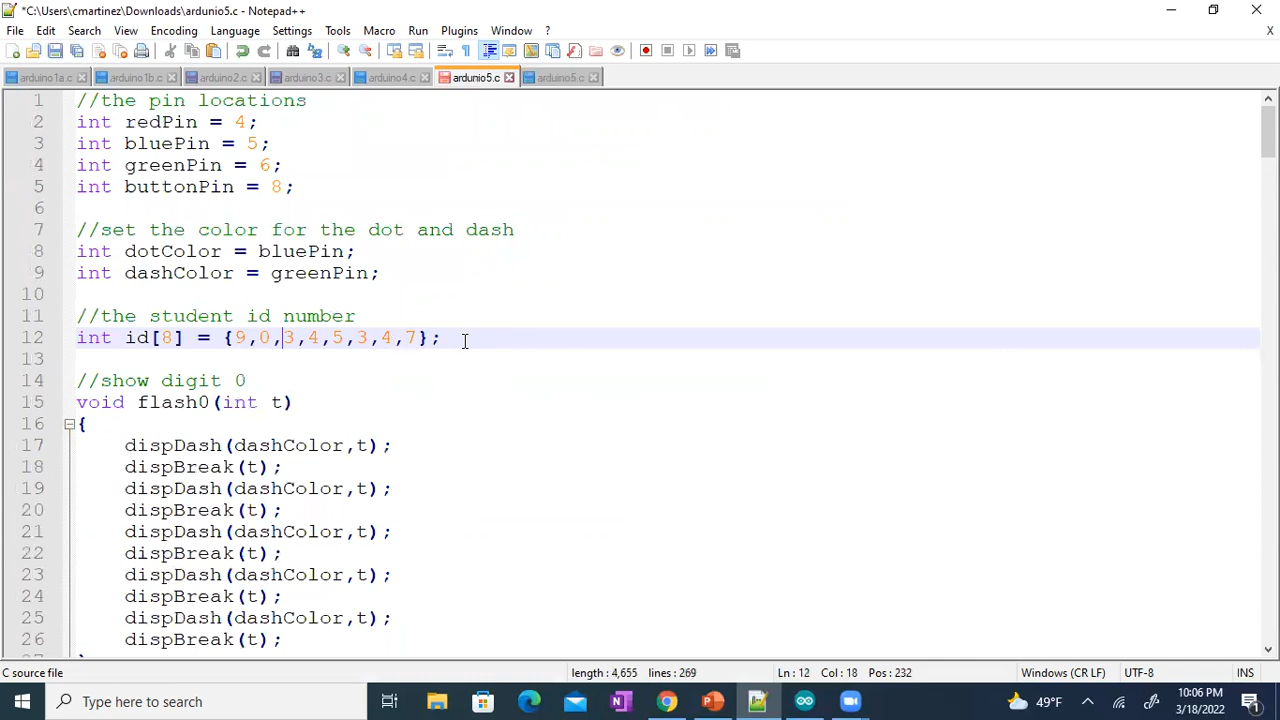 *C:\Users\cmartinez\Downloads\ardunio5.c - Notepad++
File Edit Search View Encoding Language Settings Tools Macro Run Plugins Window ? X
arduino1a.c arduino1b.c arduino2.c arduino3.c arduino4.c ardunio5.c arduino5.c
1 //the pin locations
2 int redPin = 4;
3 int bluePin = 5;
4 int greenPin = 6;
5 int buttonPin = 8;
6
7 //set the color for the dot and dash
8 int dotColor = bluePin;
9 int dashColor = greenPin;
10
11 //the student id number
12 int id[8] = {9,0,3,4,5,3,4,7};
13
14 //show digit 0
15 void flash0(int t)
16 {
17 dispDash(dashColor,t);
18 dispBreak(t);
19 dispDash(dashColor,t);
20 dispBreak(t);
21 dispDash(dashColor,t);
22 dispBreak(t);
23 dispDash(dashColor,t);
24 dispBreak(t);
25 dispDash(dashColor,t);
26 dispBreak(t);
C source file length : 4,655 lines : 269 Ln : 12 Col : 18 Pos : 232 Windows (CR LF) UTF-8 INS
Type here to search 49°F 10:06 PM
3/18/2022